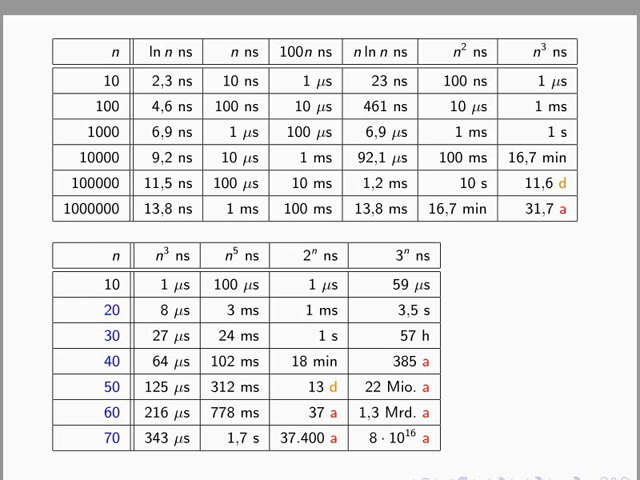 n ln n ns n ns 100n ns n ln n ns n² ns n³ ns
10 2,3 ns 10 ns 1 μs 23 ns 100 ns 1 μs
100 4,6 ns 100 ns 10 μs 461 ns 10 μs 1 ms
1000 6,9 ns 1 μs 100 μs 6,9 μs 1 ms 1 s
10000 9,2 ns 10 μs 1 ms 92,1 μs 100 ms 16,7 min
100000 11,5 ns 100 μs 10 ms 1,2 ms 10 s 11,6 d
1000000 13,8 ns 1 ms 100 ms 13,8 ms 16,7 min 31,7 a
n n³ ns n⁵ ns 2ⁿ ns 3ⁿ ns
10 1 μs 100 μs 1 μs 59 μs
20 8 μs 3 ms 1 ms 3,5 s
30 27 μs 24 ms 1 s 57 h
40 64 μs 102 ms 18 min 385 a
50 125 μs 312 ms 13 d 22 Mio. a
60 216 μs 778 ms 37 a 1,3 Mrd. a
70 343 μs 1,7 s 37.400 a 8 · 10¹⁶ a